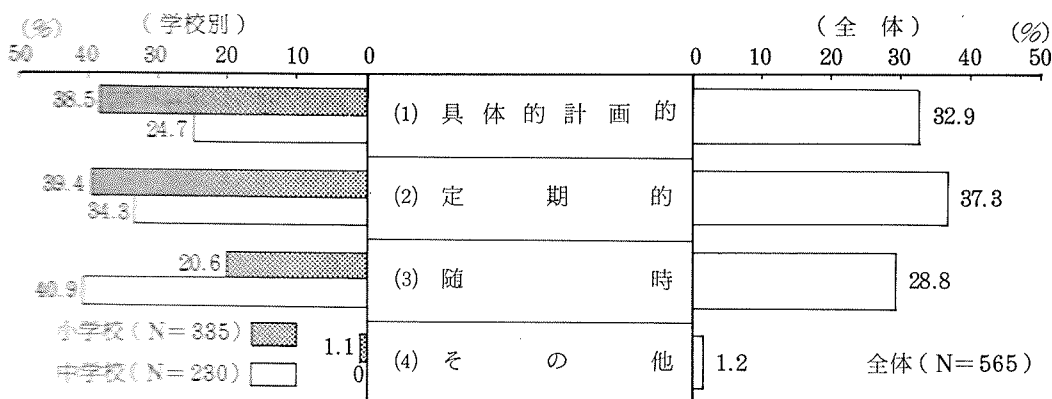 (%) (学校別) (全体) (%)
50 40 30 20 10 0 0 10 20 30 40 50
38.5
24.7
(1) 具体的計画的
32.9
39.4
34.3
(2) 定期的
37.3
20.6
40.9
(3) 随時
28.8
小学校(N=335)
中学校(N=230)
1.1
0
(4) その他
1.2
全体(N=565)